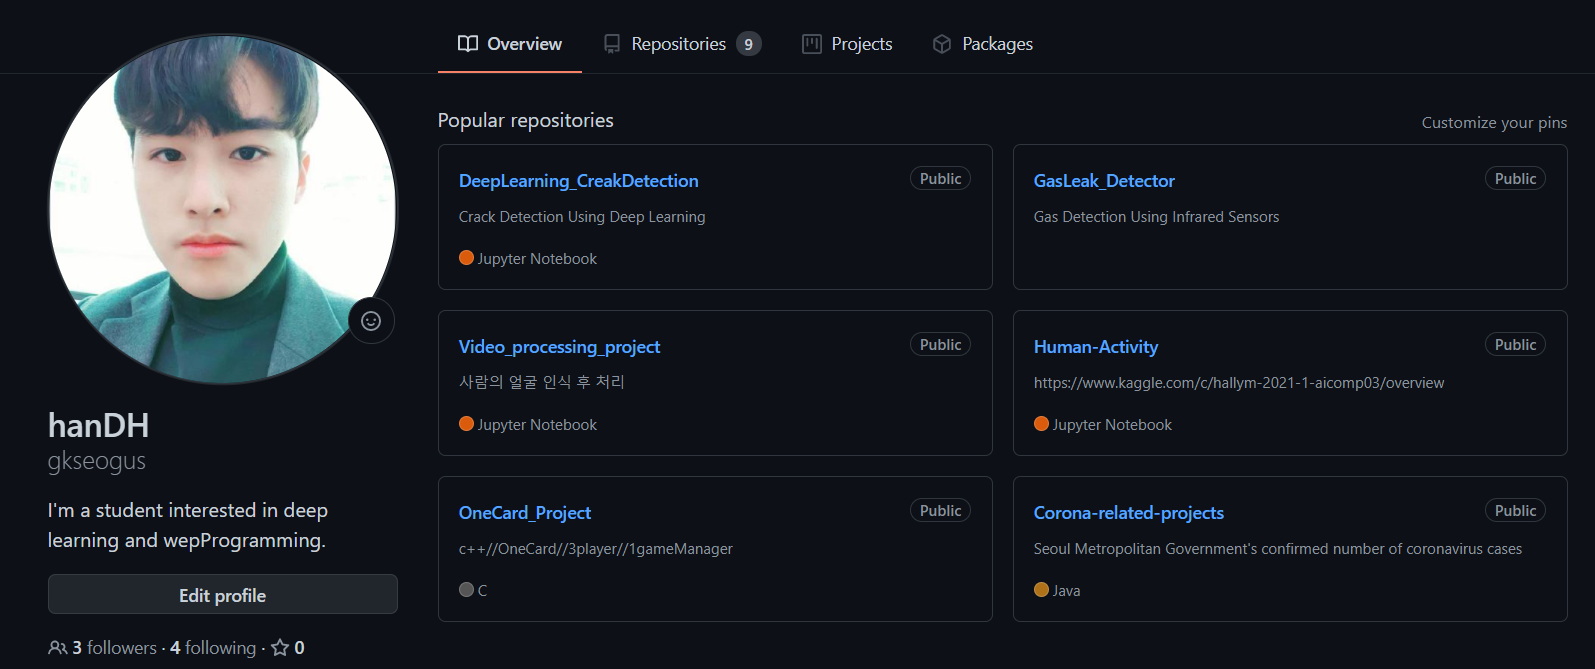 Overview
Repositories 9
Projects
Packages
hanDH
gkseogus
I'm a student interested in deep
learning and wepProgramming.
Edit profile
3 followers · 4 following · 0
Popular repositories
Customize your pins
DeepLearning_CreakDetection
Public
Crack Detection Using Deep Learning
Jupyter Notebook
GasLeak_Detector
Public
Gas Detection Using Infrared Sensors
Video_processing_project
Public
사람의 얼굴 인식 후 처리
Jupyter Notebook
Human-Activity
Public
https://www.kaggle.com/c/hallym-2021-1-aicomp03/overview
Jupyter Notebook
OneCard_Project
Public
c++//OneCard//3player//1gameManager
C
Corona-related-projects
Public
Seoul Metropolitan Government's confirmed number of coronavirus cases
Java